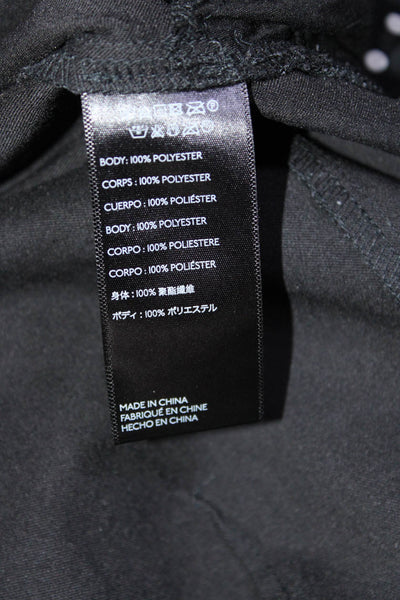 BODY: 100% POLYESTER
CORPS : 100% POLYESTER
CUERPO : 100% POLIÉSTER
BODY: 100% POLYESTER
CORPO : 100% POLIESTERE
CORPO : 100% POLIÉSTER
身体 : 100% 聚酯纖維
ボディ : 100% ポリエステル
MADE IN CHINA
FABRIQUÉ EN CHINE
HECHO EN CHINA